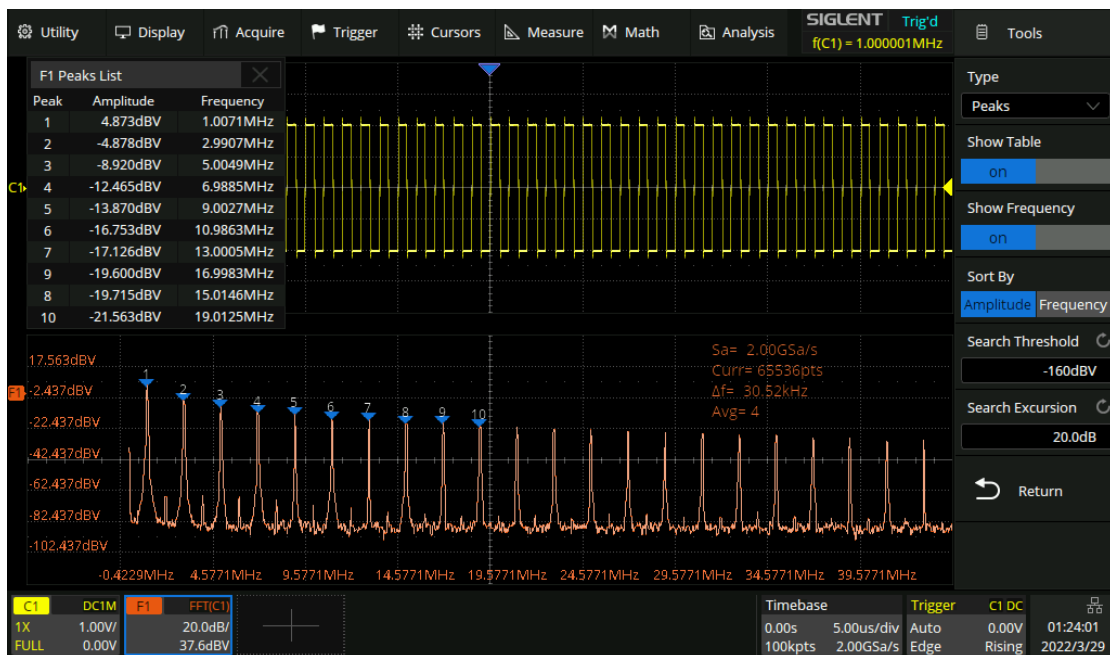 Utility Display Acquire Trigger Cursors Measure Math Analysis
SIGLENT Trig'd
f(C1) = 1.000001MHz
Tools
F1 Peaks List
Peak Amplitude Frequency
1 4.873dBV 1.0071MHz
2 -4.878dBV 2.9907MHz
3 -8.920dBV 5.0049MHz
4 -12.465dBV 6.9885MHz
5 -13.870dBV 9.0027MHz
6 -16.753dBV 10.9863MHz
7 -17.126dBV 13.0005MHz
9 -19.600dBV 16.9983MHz
8 -19.715dBV 15.0146MHz
10 -21.563dBV 19.0125MHz
C1
Type
Peaks
Show Table
on
Show Frequency
on
Sort By
Amplitude Frequency
Search Threshold
-160dBV
Search Excursion
20.0dB
Return
Sa= 2.00GSa/s
Curr= 65536pts
Δf= 30.52kHz
Avg= 4
17.563dBV
F1 -2.437dBV
-22.437dBV
-42.437dBV
-62.437dBV
-82.437dBV
-102.437dBV
1 2 3 4 5 6 7 8 9 10
-0.4229MHz 4.5771MHz 9.5771MHz 14.5771MHz 19.5771MHz 24.5771MHz 29.5771MHz 34.5771MHz 39.5771MHz
C1 DC1M
1X 1.00V/
FULL 0.00V
F1 FFT(C1)
20.0dB/
37.6dBV
Timebase
0.00s 5.00us/div
100kpts 2.00GSa/s
Trigger C1 DC
Auto 0.00V
Edge Rising
01:24:01
2022/3/29